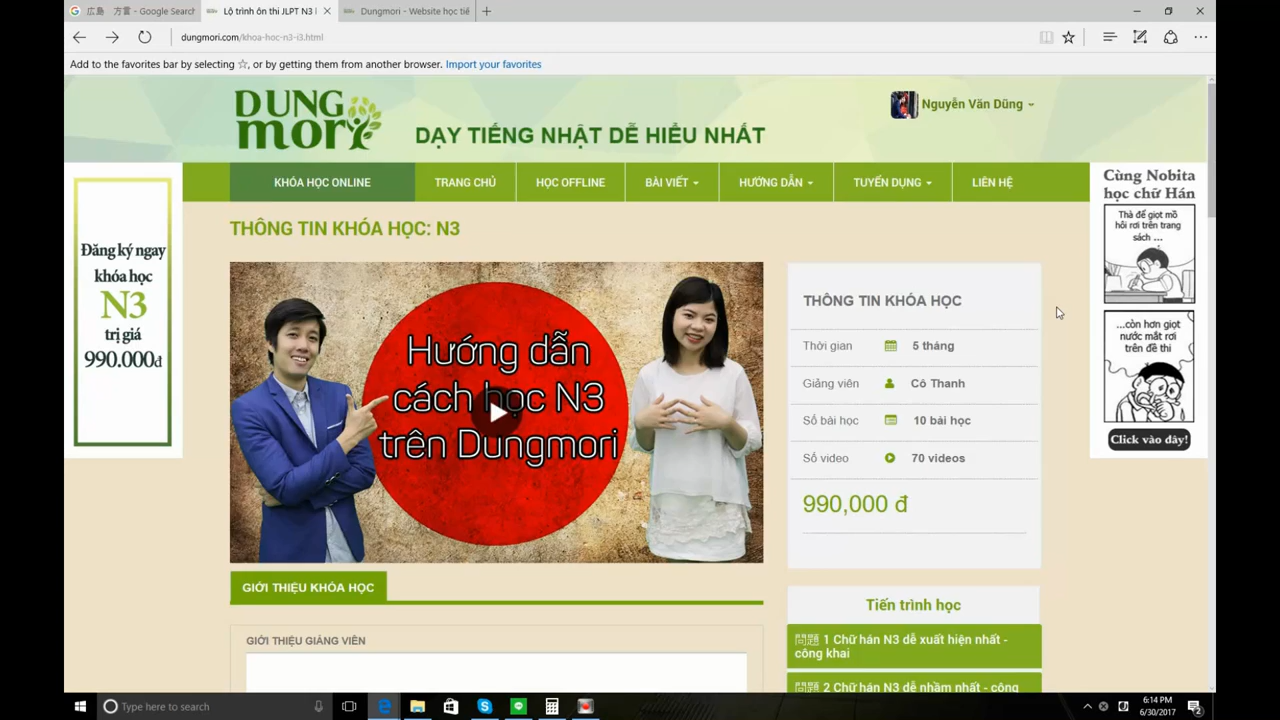 広島 方言 - Google Search
Lộ trình ôn thi JLPT N3
Dungmori - Website học tiế
dungmori.com/khoa-hoc-n3-i3.html
Add to the favorites bar by selecting ☆, or by getting them from another browser. Import your favorites
DUNG
mori
DẠY TIẾNG NHẬT DỄ HIỂU NHẤT
Nguyễn Văn Dũng
KHÓA HỌC ONLINE
TRANG CHỦ
HỌC OFFLINE
BÀI VIẾT
HƯỚNG DẪN
TUYỂN DỤNG
LIÊN HỆ
Đăng ký ngay
khóa học
N3
trị giá
990.000đ
THÔNG TIN KHÓA HỌC: N3
Hướng dẫn
cách học N3
trên Dungmori
THÔNG TIN KHÓA HỌC
Thời gian 5 tháng
Giảng viên Cô Thanh
Số bài học 10 bài học
Số video 70 videos
990,000 đ
Cùng Nobita
học chữ Hán
Thà để giọt mồ
hôi rơi trên trang
sách ...
...còn hơn giọt
nước mắt rơi
trên đề thi
Click vào đây!
GIỚI THIỆU KHÓA HỌC
GIỚI THIỆU GIẢNG VIÊN
Tiến trình học
問題 1 Chữ hán N3 dễ xuất hiện nhất -
công khai
問題 2 Chữ hán N3 dễ nhầm nhất - công
Type here to search
6:14 PM
6/30/2017
2